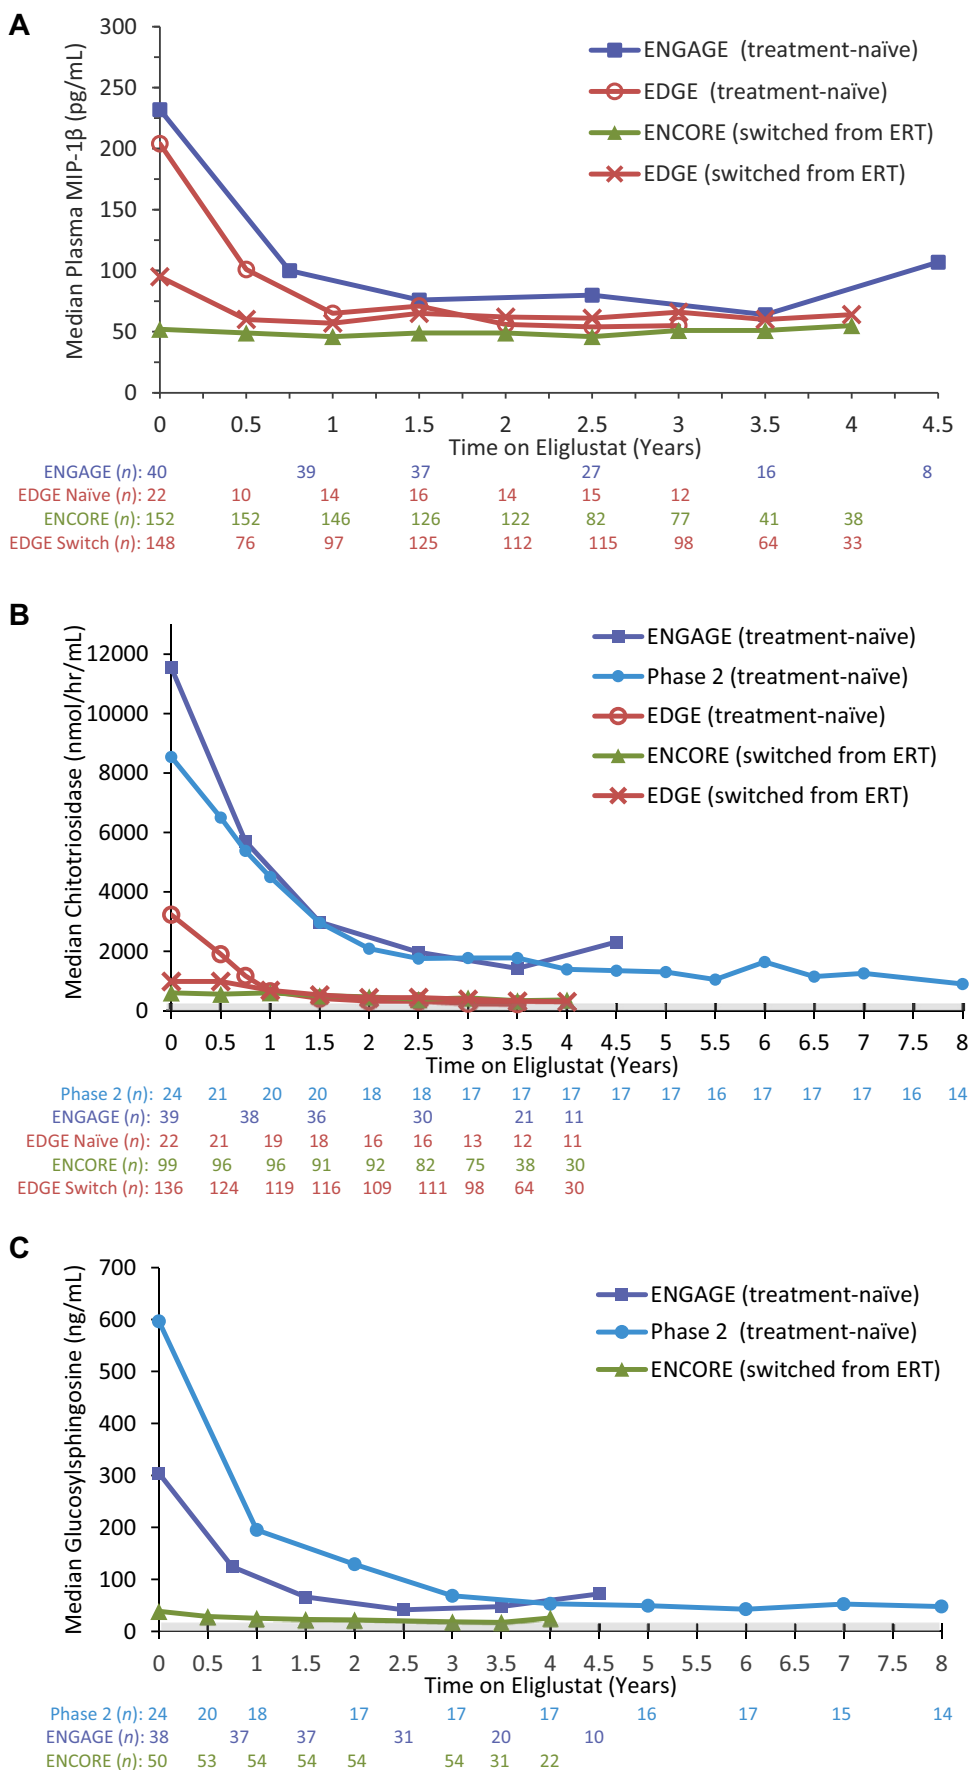 A
Median Plasma MIP-1β (pg/mL)
300
250
200
150
100
50
0
ENGAGE (treatment-naïve)
EDGE (treatment-naïve)
ENCORE (switched from ERT)
EDGE (switched from ERT)
0 0.5 1 1.5 2 2.5 3 3.5 4 4.5
Time on Eliglustat (Years)
ENGAGE (n): 40 39 37 27 16 8
EDGE Naïve (n): 22 10 14 16 14 15 12
ENCORE (n): 152 152 146 126 122 82 77 41 38
EDGE Switch (n): 148 76 97 125 112 115 98 64 33
B
Median Chitotriosidase (nmol/hr/mL)
12000
10000
8000
6000
4000
2000
0
ENGAGE (treatment-naïve)
Phase 2 (treatment-naïve)
EDGE (treatment-naïve)
ENCORE (switched from ERT)
EDGE (switched from ERT)
0 0.5 1 1.5 2 2.5 3 3.5 4 4.5 5 5.5 6 6.5 7 7.5 8
Time on Eliglustat (Years)
Phase 2 (n): 24 21 20 20 18 18 17 17 17 17 17 16 17 17 17 16 14
ENGAGE (n): 39 38 36 30 21 11
EDGE Naïve (n): 22 21 19 18 16 16 13 12 11
ENCORE (n): 99 96 96 91 92 82 75 38 30
EDGE Switch (n): 136 124 119 116 109 111 98 64 30
C
Median Glucosylsphingosine (ng/mL)
700
600
500
400
300
200
100
0
ENGAGE (treatment-naïve)
Phase 2 (treatment-naïve)
ENCORE (switched from ERT)
0 0.5 1 1.5 2 2.5 3 3.5 4 4.5 5 5.5 6 6.5 7 7.5 8
Time on Eliglustat (Years)
Phase 2 (n): 24 20 18 17 17 17 16 17 15 14
ENGAGE (n): 38 37 37 31 20 10
ENCORE (n): 50 53 54 54 54 54 31 22